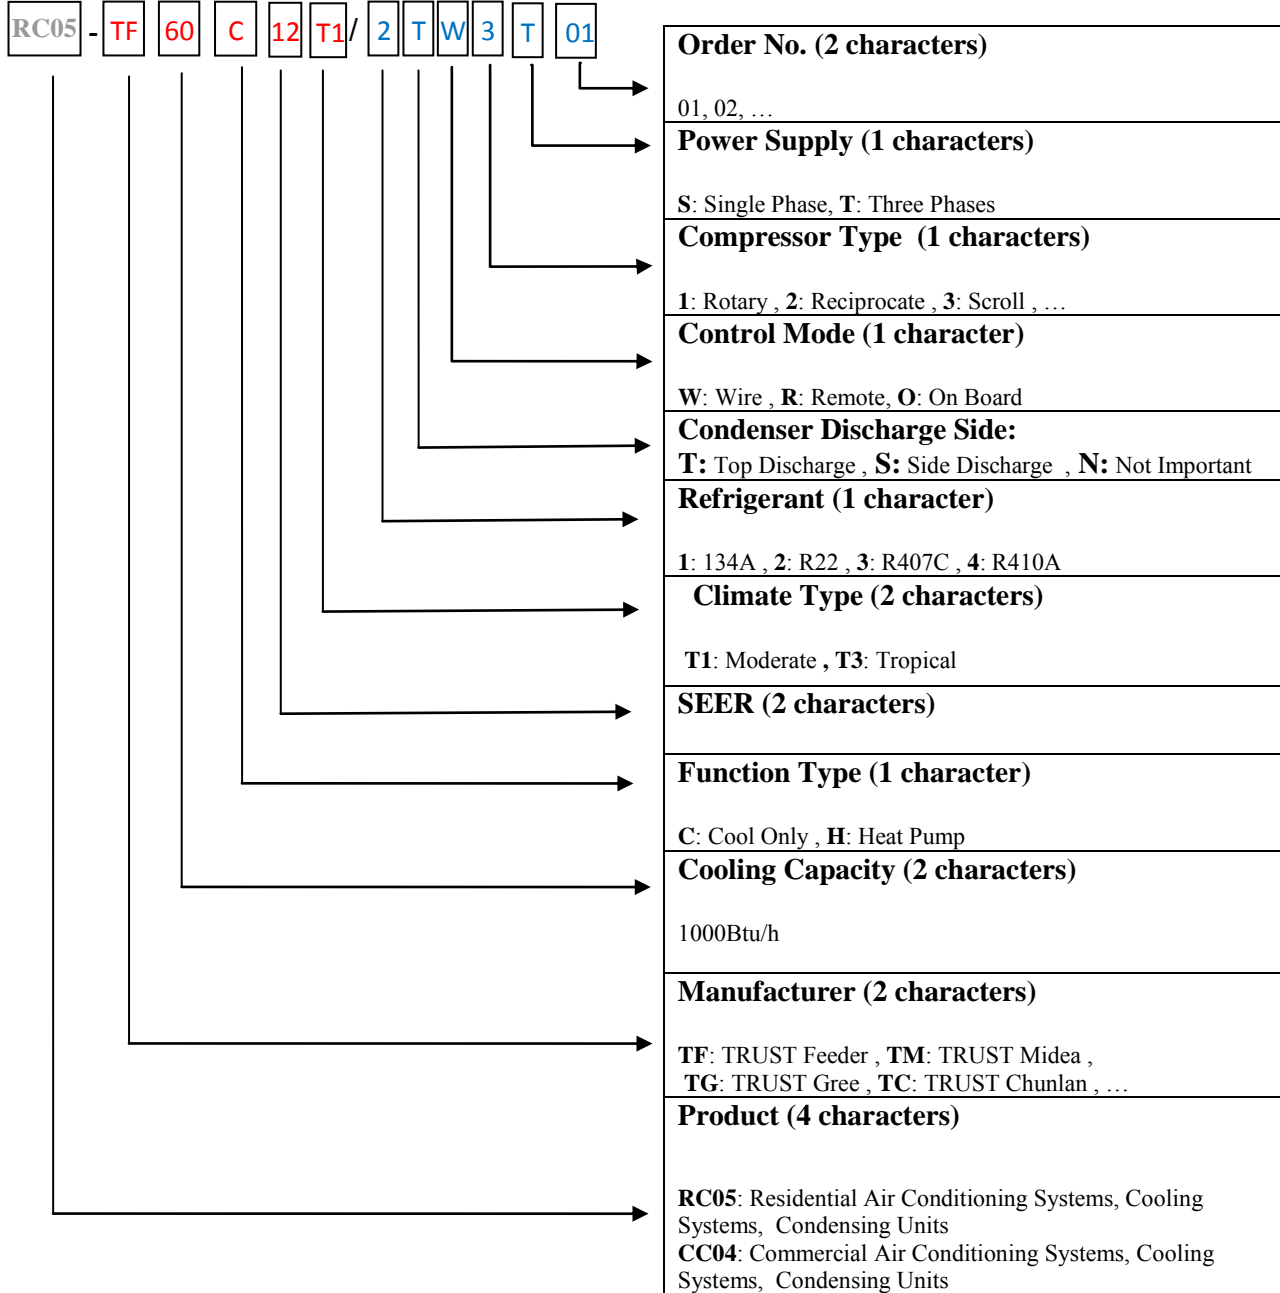 RC05 - TF 60 C 12 T1 / 2 T W 3 T 01
Order No. (2 characters)
01, 02, …
Power Supply (1 characters)
S: Single Phase, T: Three Phases
Compressor Type (1 characters)
1: Rotary , 2: Reciprocate , 3: Scroll , …
Control Mode (1 character)
W: Wire , R: Remote, O: On Board
Condenser Discharge Side:
T: Top Discharge , S: Side Discharge , N: Not Important
Refrigerant (1 character)
1: 134A , 2: R22 , 3: R407C , 4: R410A
Climate Type (2 characters)
T1: Moderate , T3: Tropical
SEER (2 characters)
Function Type (1 character)
C: Cool Only , H: Heat Pump
Cooling Capacity (2 characters)
1000Btu/h
Manufacturer (2 characters)
TF: TRUST Feeder , TM: TRUST Midea ,
TG: TRUST Gree , TC: TRUST Chunlan , …
Product (4 characters)
RC05: Residential Air Conditioning Systems, Cooling
Systems, Condensing Units
CC04: Commercial Air Conditioning Systems, Cooling
Systems, Condensing Units